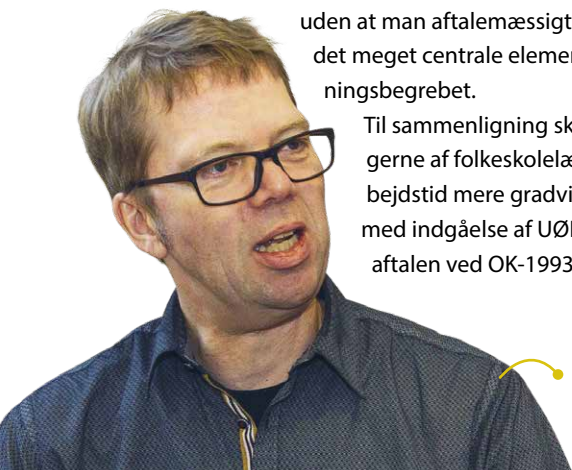 uden at man aftalemæssigt
det meget centrale elemen
ningsbegrebet.
Til sammenligning sk
gerne af folkeskolelæ
bejdstid mere gradvi
med indgåelse af UØ
aftalen ved OK-1993